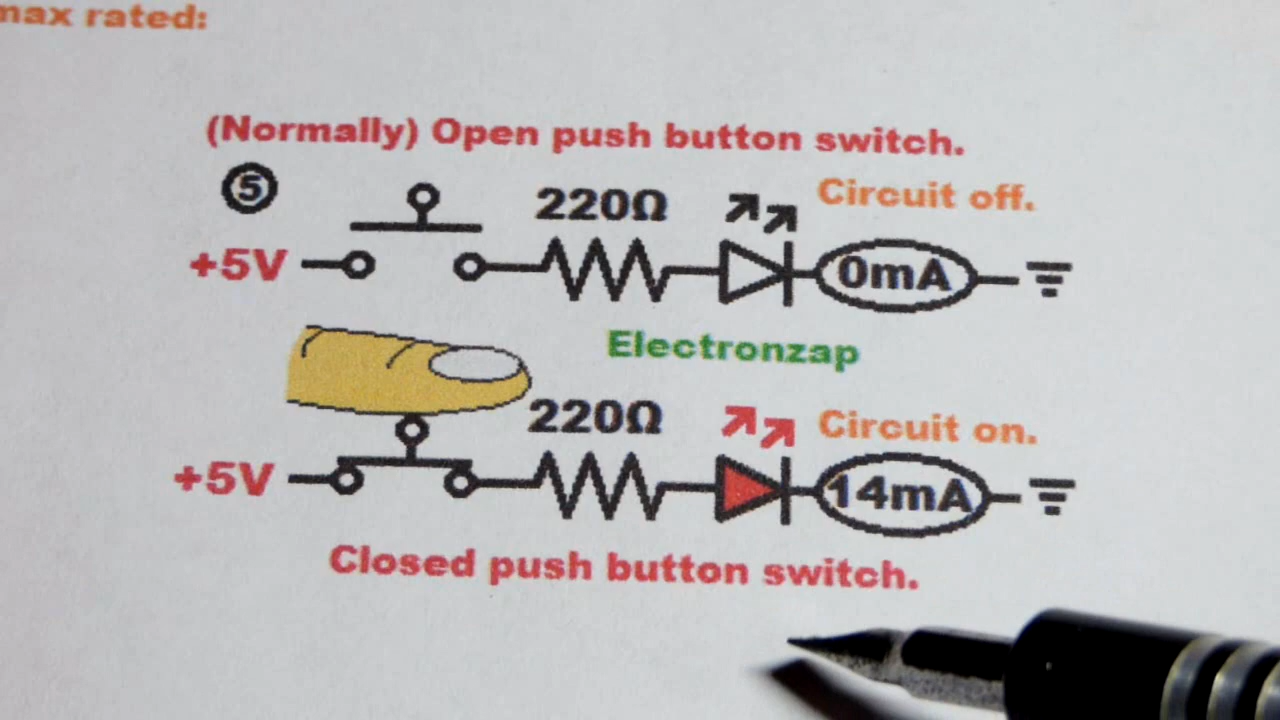 max rated:
(Normally) Open push button switch.
5
220Ω
Circuit off.
+5V
0mA
Electronzap
220Ω
Circuit on.
+5V
14mA
Closed push button switch.